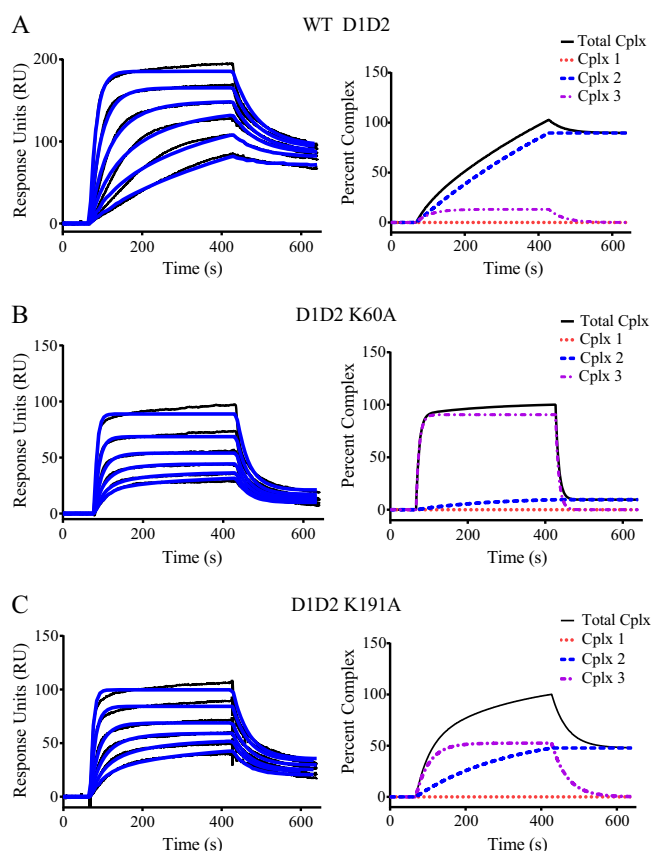 A
WT D1D2
200
100
0
0
200
400
600
Response Units (RU)
Time (s)
Total Cplx
Cplx 1
Cplx 2
Cplx 3
150
100
50
0
0
200
400
600
Percent Complex
Time (s)
B
D1D2 K60A
150
100
50
0
0
200
400
600
Response Units (RU)
Time (s)
Total Cplx
Cplx 1
Cplx 2
Cplx 3
150
100
50
0
0
200
400
600
Percent Complex
Time (s)
C
D1D2 K191A
150
100
50
0
0
200
400
600
Response Units (RU)
Time (s)
Total Cplx
Cplx 1
Cplx 2
Cplx 3
150
100
50
0
0
200
400
600
Percent Complex
Time (s)